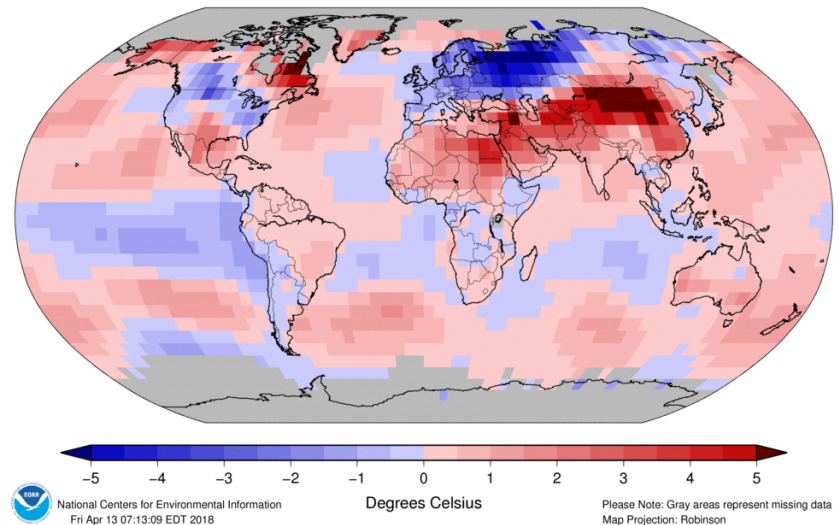 −5 −4 −3 −2 −1 0 1 2 3 4 5
Degrees Celsius
NOAA
National Centers for Environmental Information
Fri Apr 13 07:13:09 EDT 2018
Please Note: Gray areas represent missing data
Map Projection: Robinson